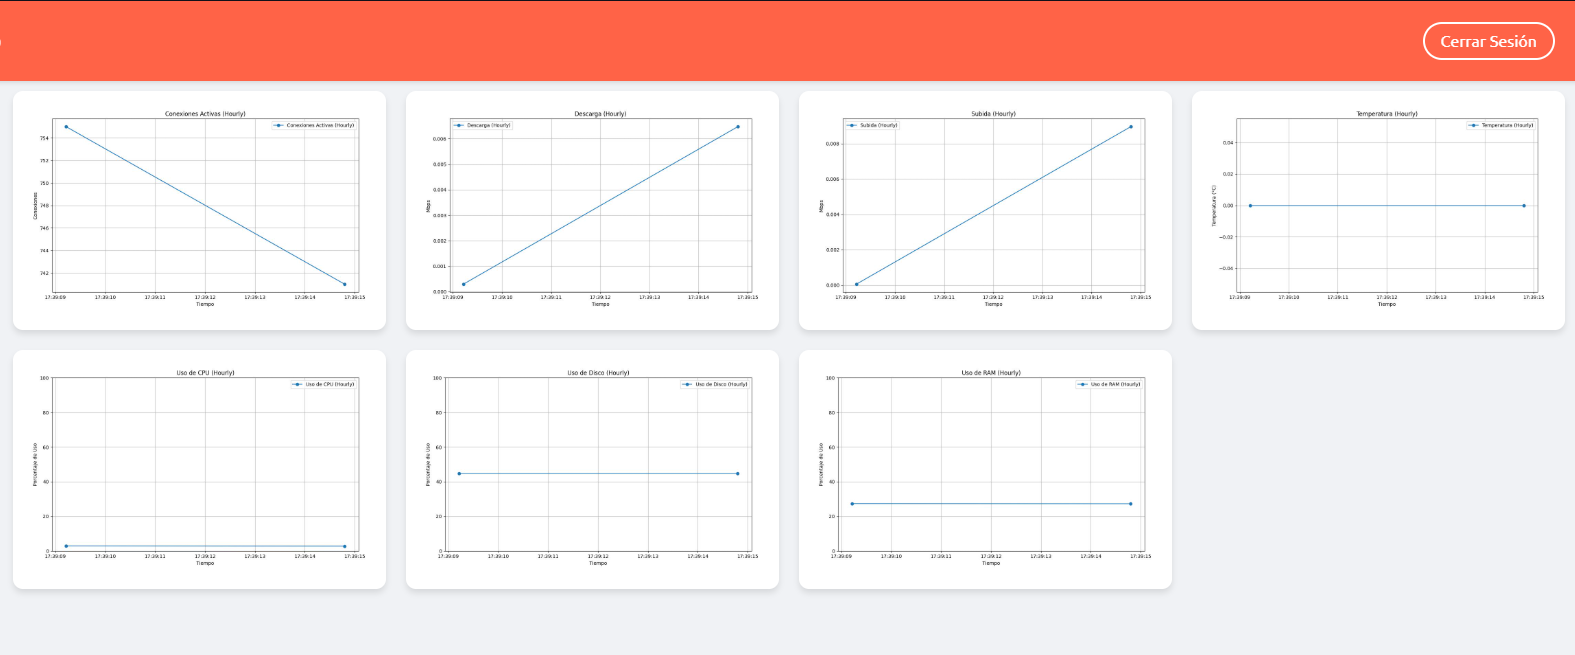 Cerrar Sesión
Conexiones Activas (Hourly)
Conexiones Activas (Hourly)
Conexiones
754
752
750
748
746
744
742
17:39:09 17:39:10 17:39:11 17:39:12 17:39:13 17:39:14 17:39:15
Tiempo
Descarga (Hourly)
Descarga (Hourly)
Mbps
0.006
0.005
0.004
0.003
0.002
0.001
0.000
17:39:09 17:39:10 17:39:11 17:39:12 17:39:13 17:39:14 17:39:15
Tiempo
Subida (Hourly)
Subida (Hourly)
Mbps
0.008
0.006
0.004
0.002
0.000
17:39:09 17:39:10 17:39:11 17:39:12 17:39:13 17:39:14 17:39:15
Tiempo
Temperatura (Hourly)
Temperatura (Hourly)
Temperatura (°C)
0.04
0.02
0.00
−0.02
−0.04
17:39:09 17:39:10 17:39:11 17:39:12 17:39:13 17:39:14 17:39:15
Tiempo
Uso de CPU (Hourly)
Uso de CPU (Hourly)
Porcentaje de Uso
100
80
60
40
20
0
17:39:09 17:39:10 17:39:11 17:39:12 17:39:13 17:39:14 17:39:15
Tiempo
Uso de Disco (Hourly)
Uso de Disco (Hourly)
Porcentaje de Uso
100
80
60
40
20
0
17:39:09 17:39:10 17:39:11 17:39:12 17:39:13 17:39:14 17:39:15
Tiempo
Uso de RAM (Hourly)
Uso de RAM (Hourly)
Porcentaje de Uso
100
80
60
40
20
0
17:39:09 17:39:10 17:39:11 17:39:12 17:39:13 17:39:14 17:39:15
Tiempo